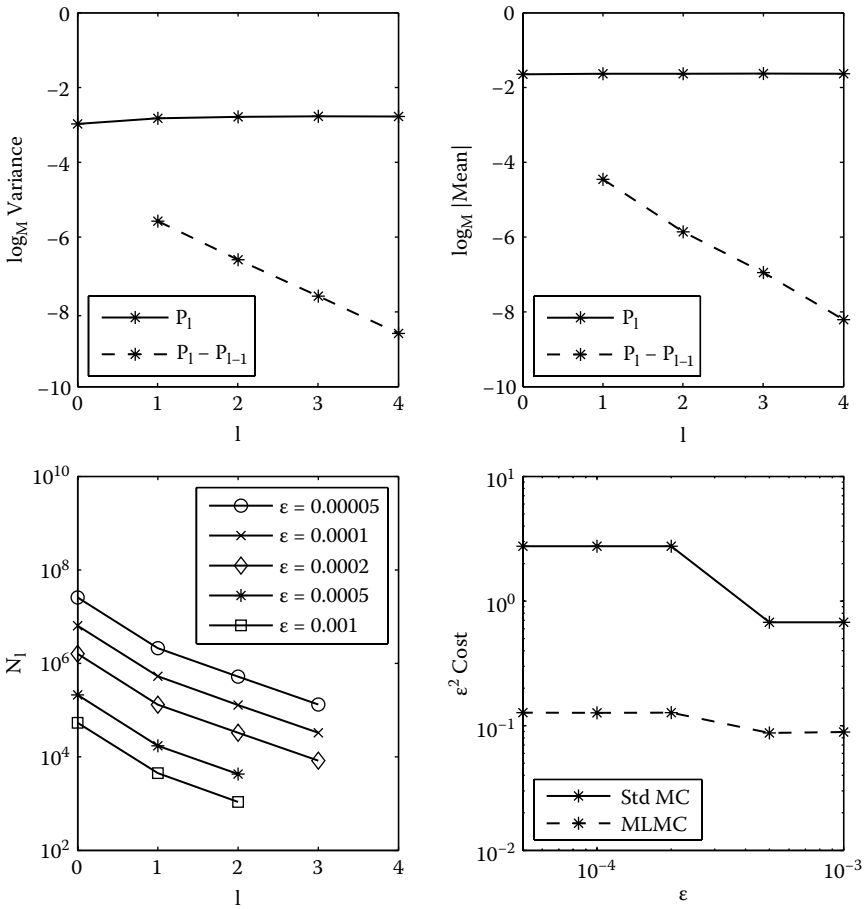 0
−2
−4
−6
−8
−10
log_M Variance
P_l
P_l − P_{l–1}
0 1 2 3 4
l
0
−2
−4
−6
−8
−10
log_M |Mean|
P_l
P_l − P_{l–1}
0 1 2 3 4
l
10^10
10^8
10^6
10^4
10^2
N_l
ε = 0.00005
ε = 0.0001
ε = 0.0002
ε = 0.0005
ε = 0.001
0 1 2 3 4
l
10^1
10^0
10^−1
10^−2
ε^2 Cost
Std MC
MLMC
10^−4 10^−3
ε